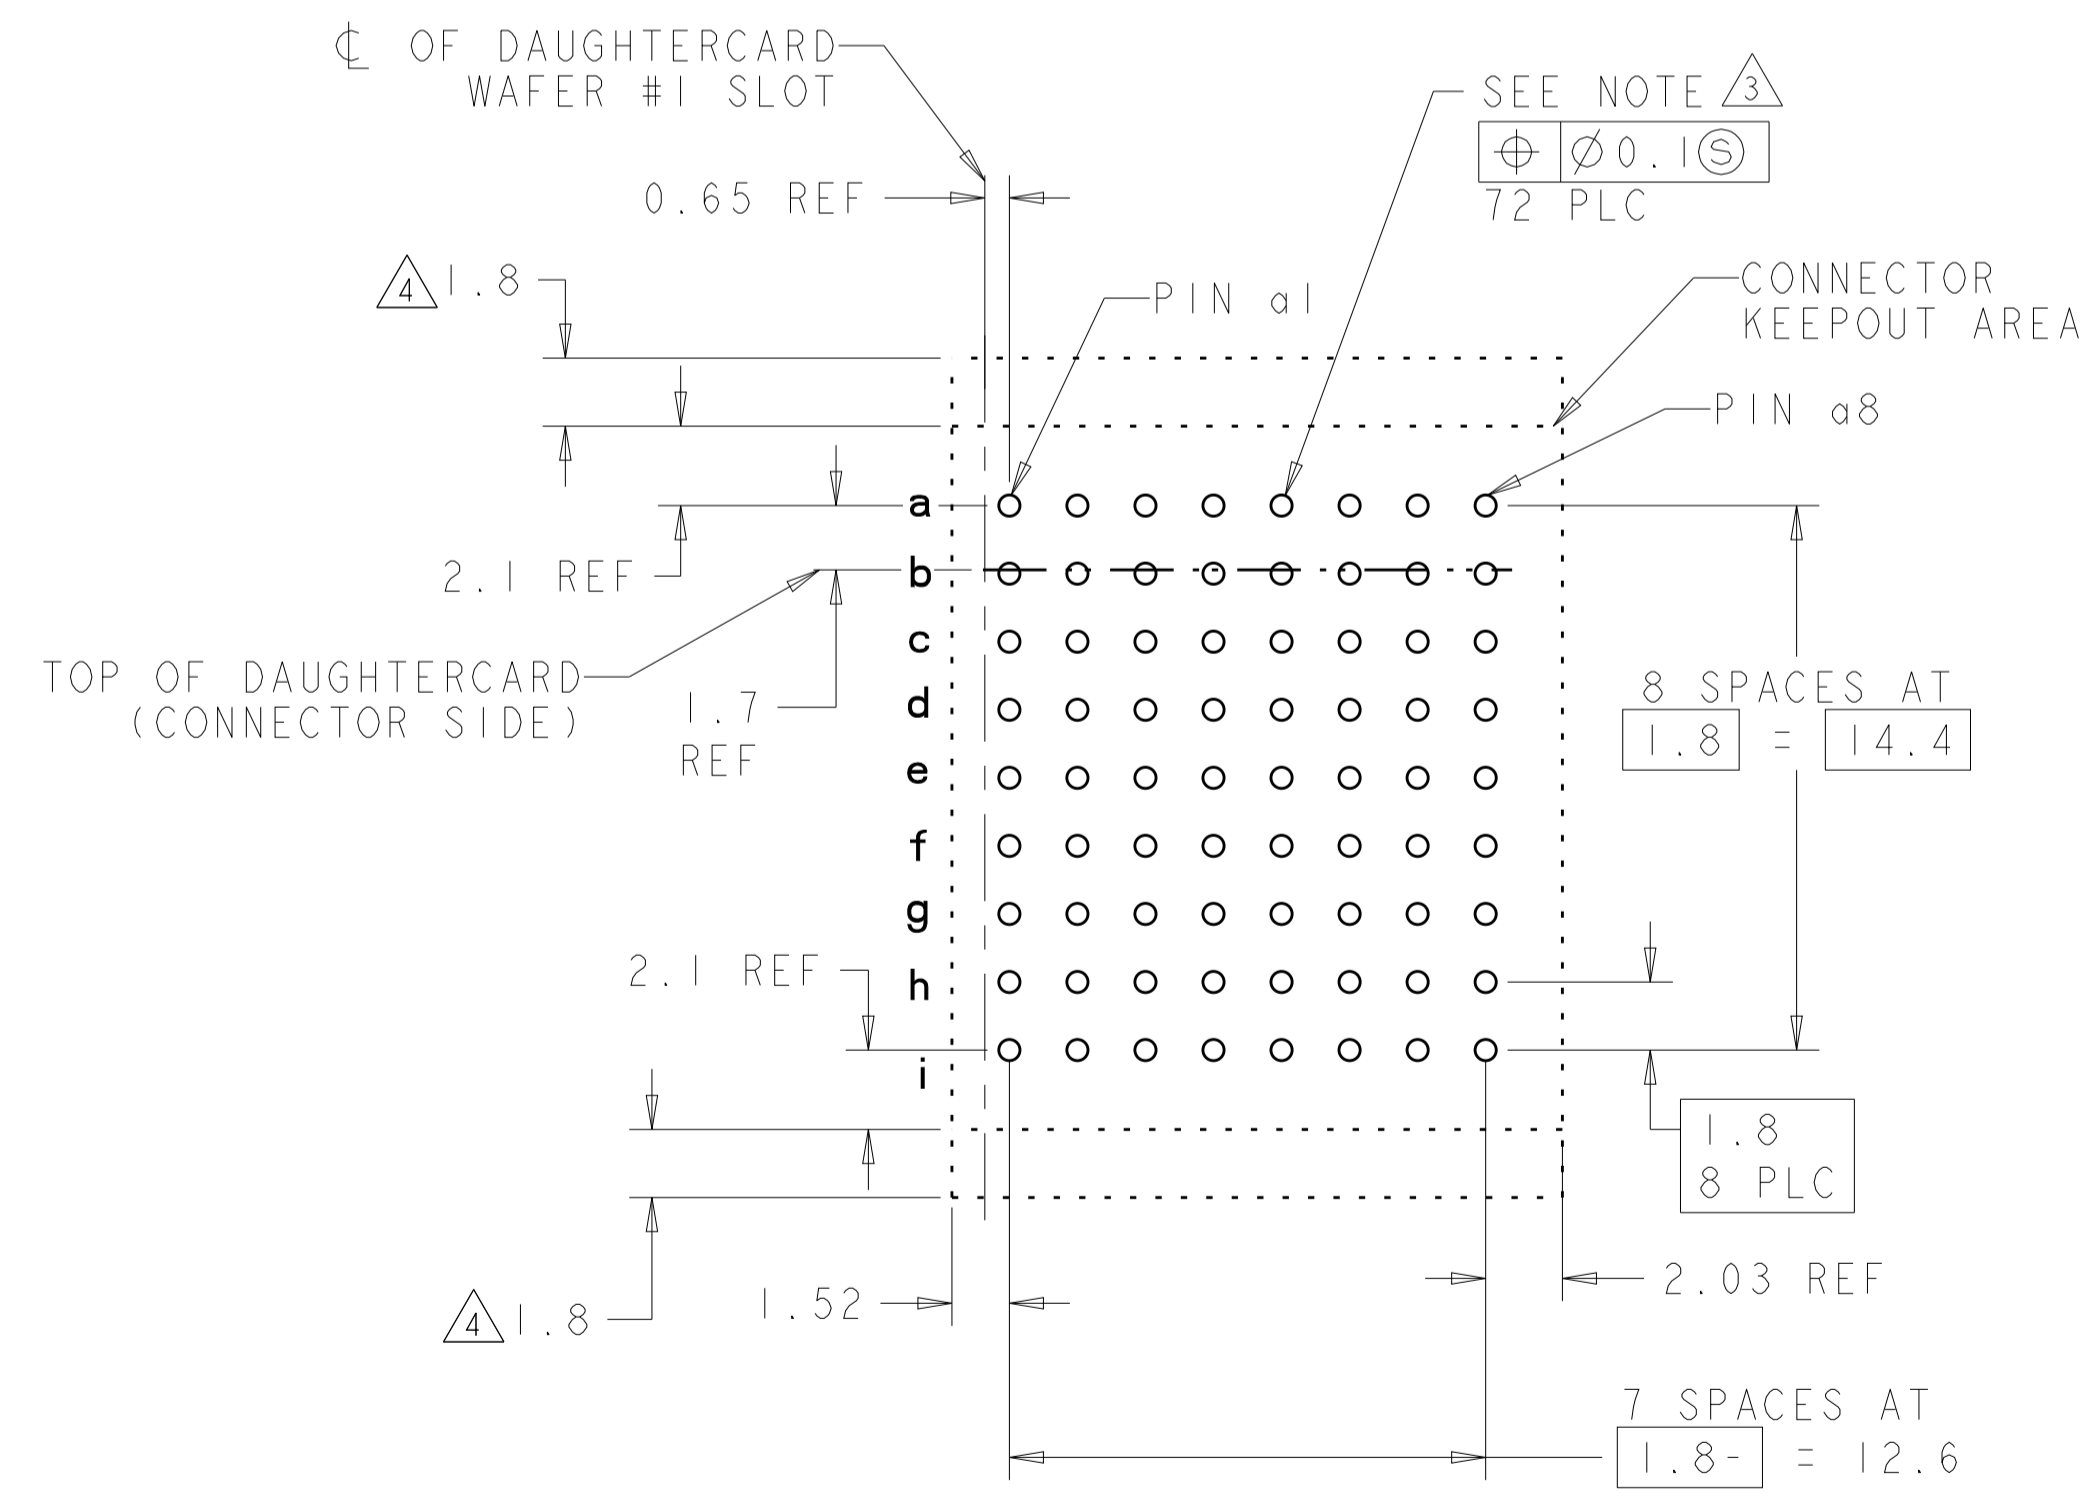 ℄ OF DAUGHTERCARD
WAFER #1 SLOT
SEE NOTE 3
⌖ Ø0.1Ⓢ
72 PLC
0.65 REF
4 1.8
PIN a1
CONNECTOR
KEEPOUT AREA
PIN a8
a
2.1 REF
b
c
TOP OF DAUGHTERCARD
(CONNECTOR SIDE)
1.7
REF
d
8 SPACES AT
1.8 = 14.4
e
f
g
2.1 REF
h
i
1.8
8 PLC
2.03 REF
4 1.8
1.52
7 SPACES AT
1.8- = 12.6